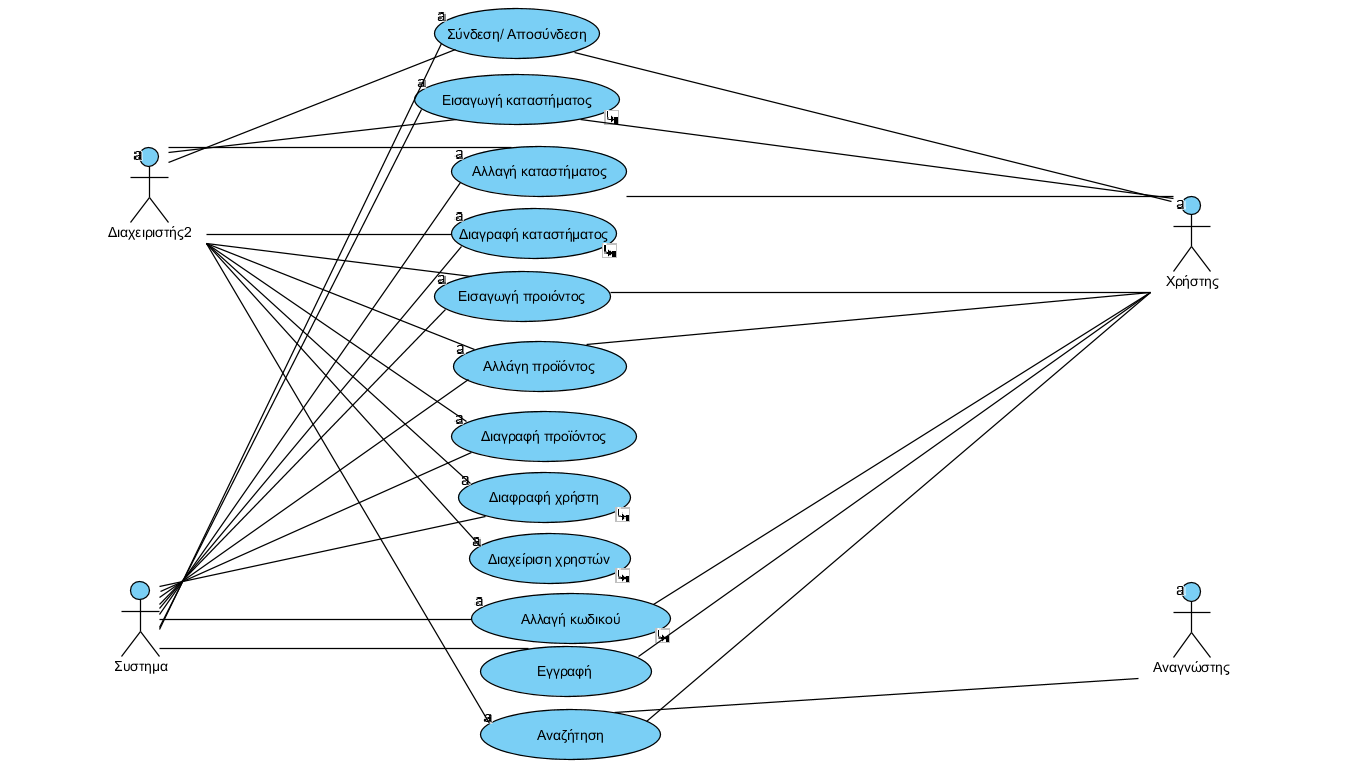 a
Σύνδεση/ Αποσύνδεση
a
Εισαγωγή καταστήματος
a
Διαχειριστής2
a
Αλλαγή καταστήματος
a
Διαγραφή καταστήματος
a
Χρήστης
a
Εισαγωγή προιόντος
a
Αλλάγη προϊόντος
a
Διαγραφή προϊόντος
a
Διαφραφή χρήστη
a
Διαχείριση χρηστών
a
Αλλαγή κωδικού
Συστημα
a
Αναγνώστης
Εγγραφή
a
Αναζήτηση